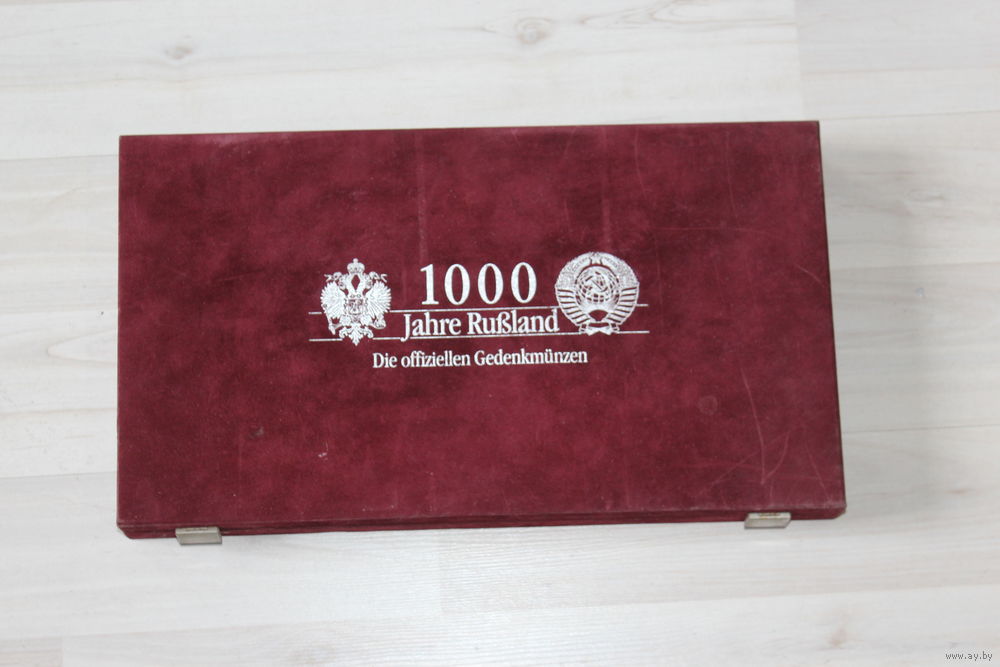 1000
Jahre Rußland
Die offiziellen Gedenkmünzen
www.ay.by